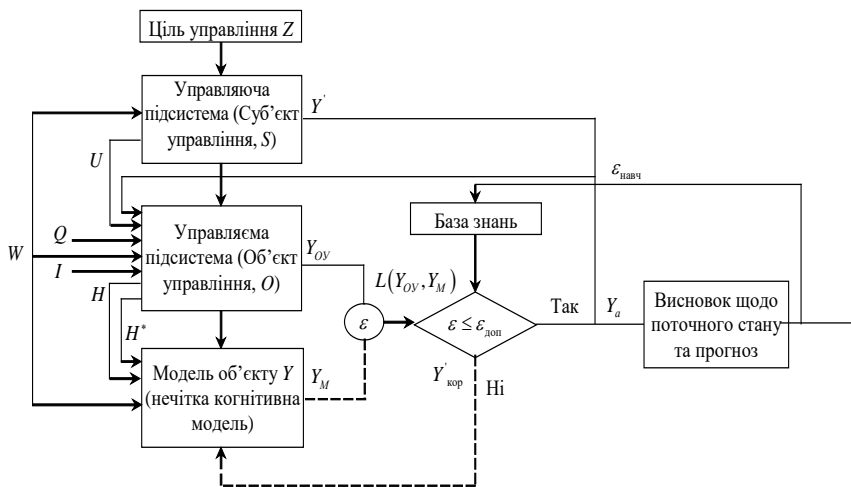 Ціль управління Z
Управляюча
підсистема (Суб’єкт
управління, S)
Y'
U
ε навч
База знань
Q
W
I
Управляєма
підсистема (Об’єкт
управління, O)
Y ОУ
L(Y ОУ, Y М)
H
H*
ε
ε ≤ ε доп
Так
Y a
Висновок щодо
поточного стану
та прогноз
Модель об’єкту Y
(нечітка когнітивна
модель)
Y М
Y' кор
Ні